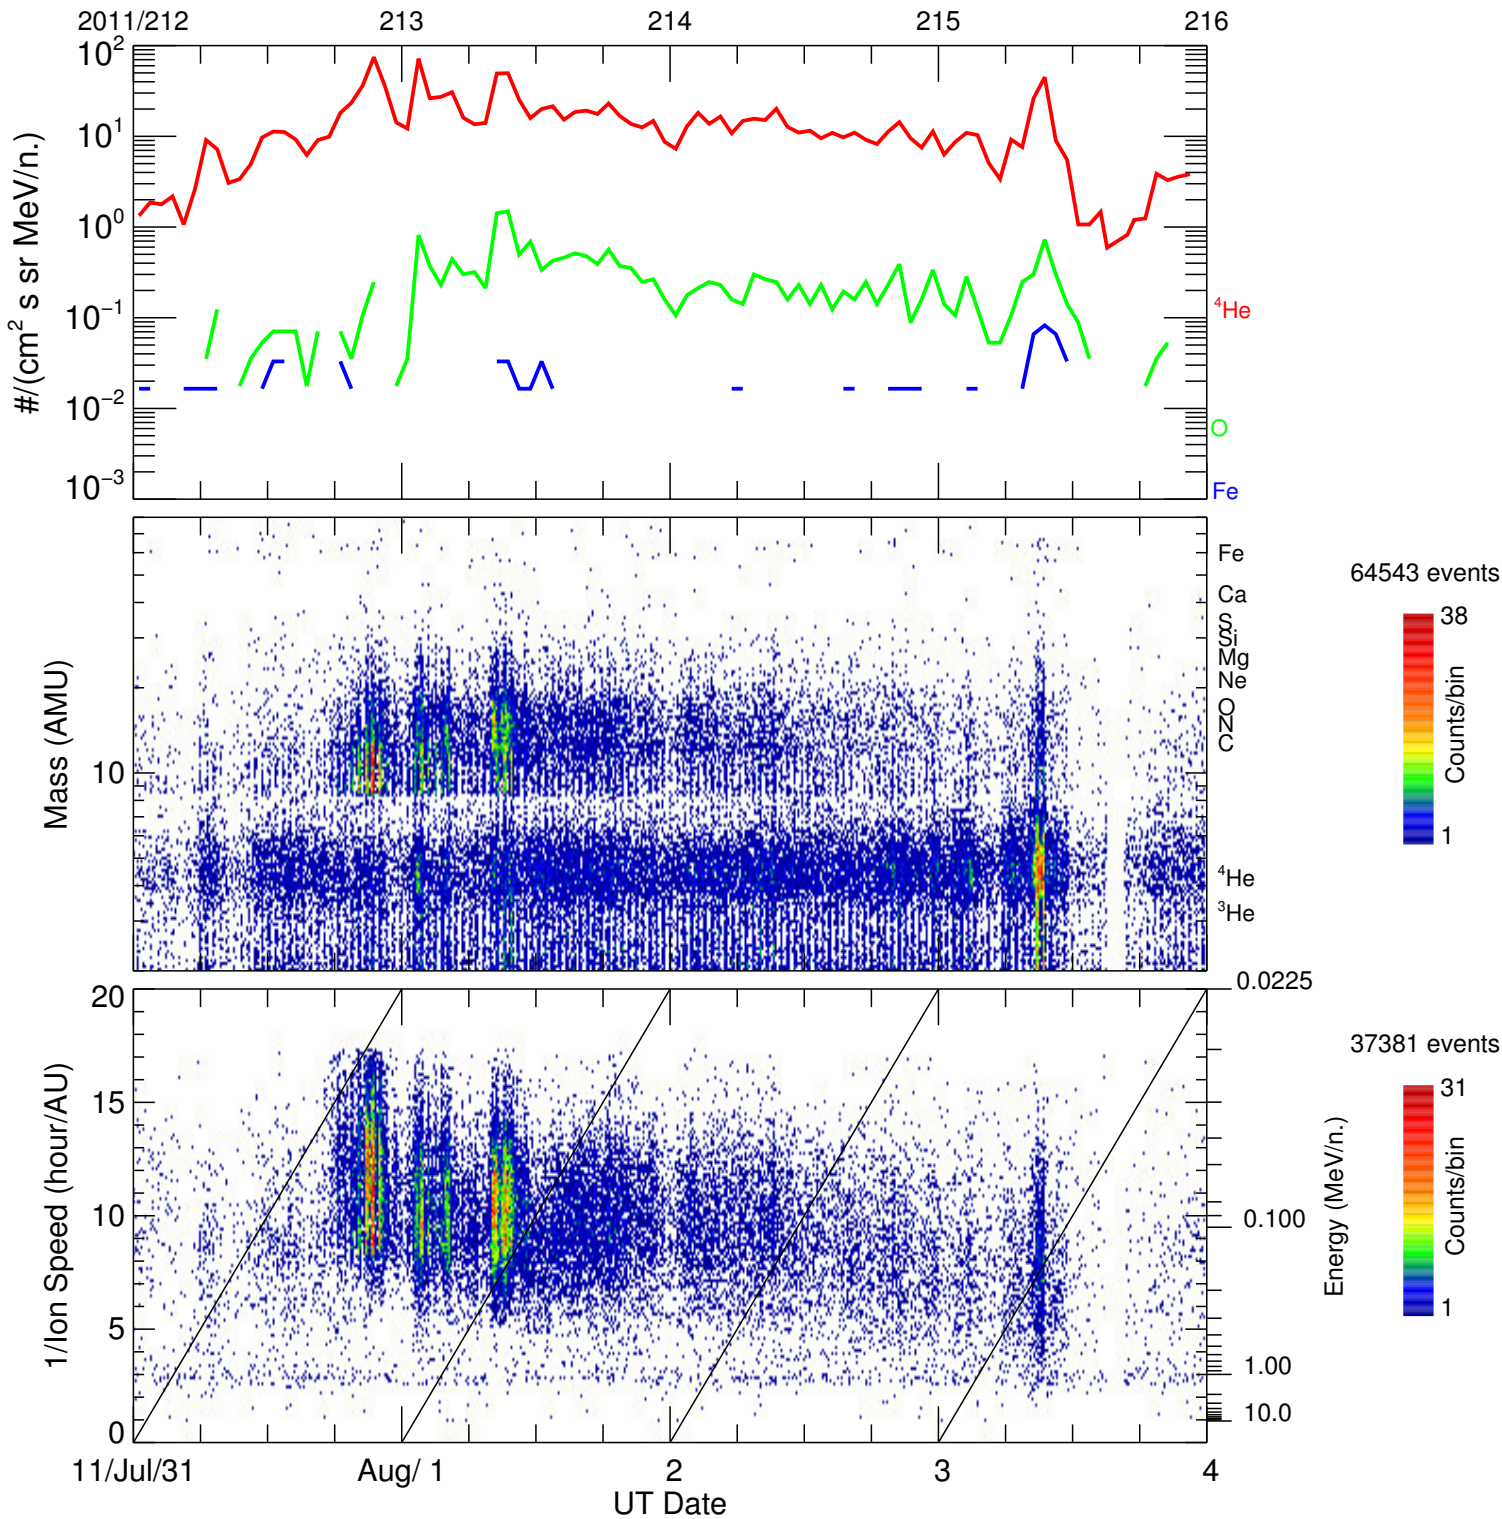 2011/212 213 214 215 216
#/(cm² s sr MeV/n.)
10²
10¹
10⁰
10⁻¹
10⁻²
10⁻³
⁴He
O
Fe
Mass (AMU)
10
Fe
Ca
S
Si
Mg
Ne
O
N
C
⁴He
³He
64543 events
38
Counts/bin
1
1/Ion Speed (hour/AU)
20
15
10
5
0
0.0225
0.100
1.00
10.0
Energy (MeV/n.)
37381 events
31
Counts/bin
1
11/Jul/31 Aug/ 1 2 3 4
UT Date